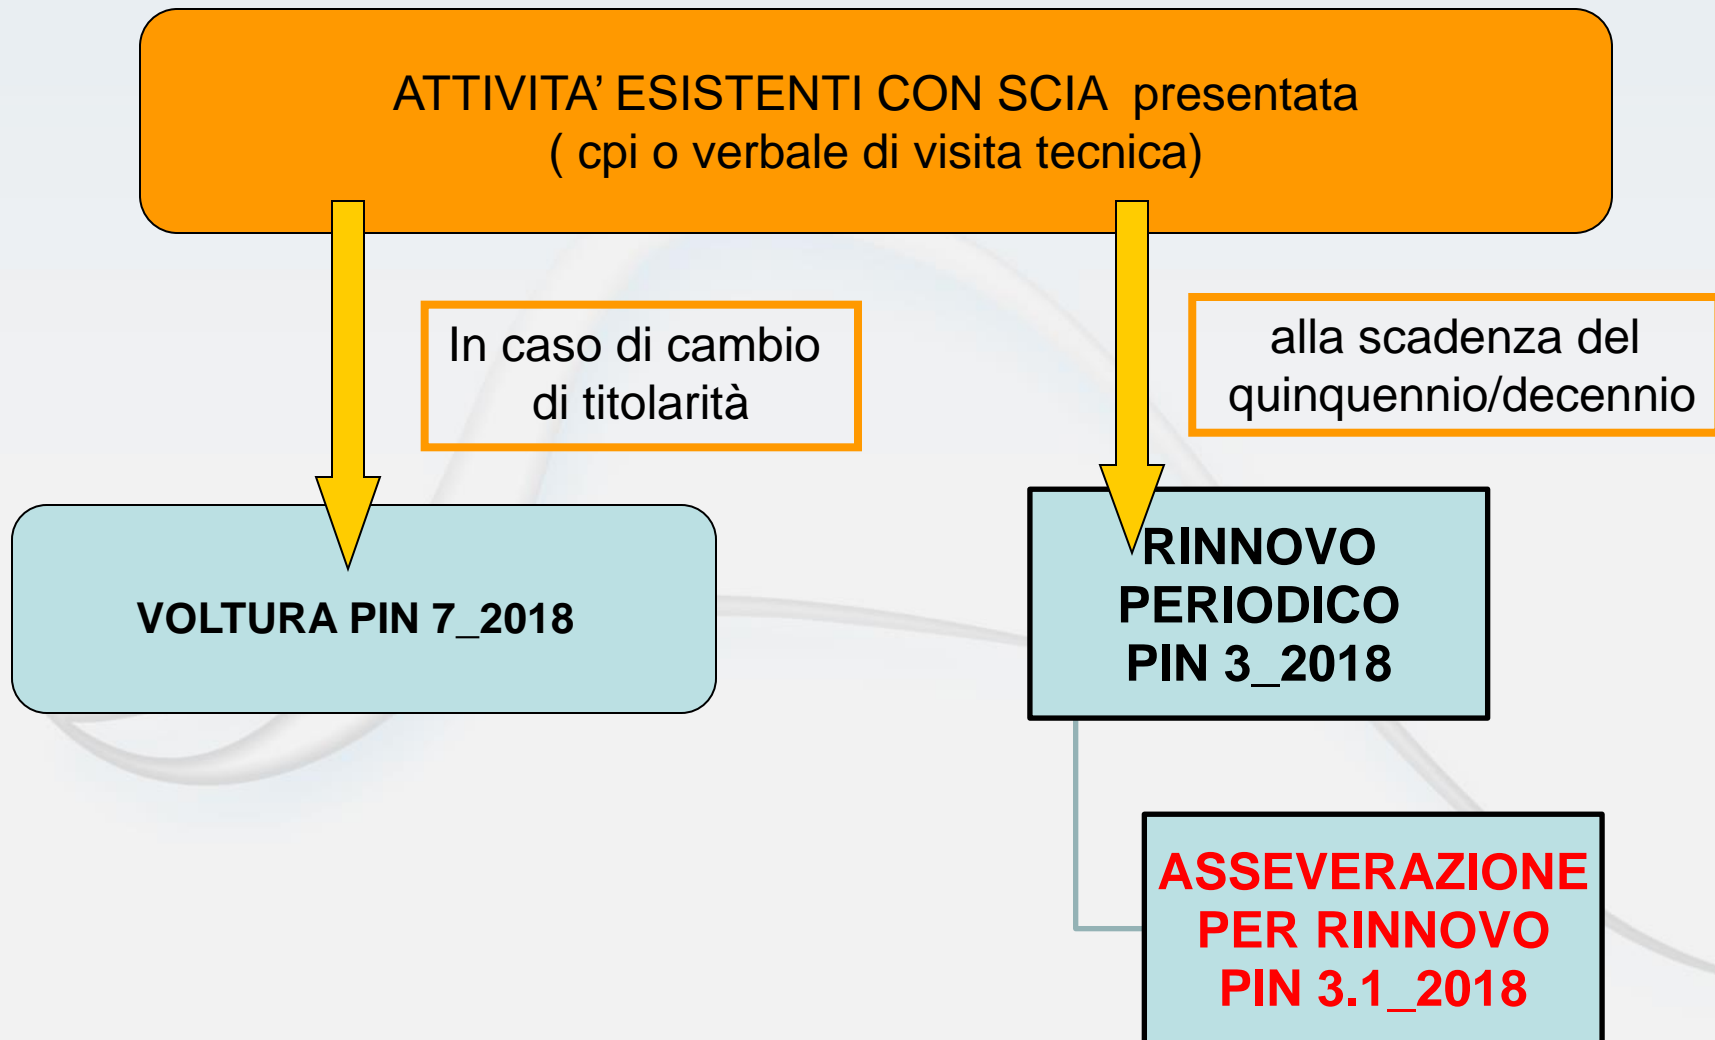 ATTIVITA’ ESISTENTI CON SCIA  presentata
( cpi o verbale di visita tecnica)
In caso di cambio
di titolarità
alla scadenza del
quinquennio/decennio
VOLTURA PIN 7_2018
RINNOVO
PERIODICO
PIN 3_2018
ASSEVERAZIONE
PER RINNOVO
PIN 3.1_2018